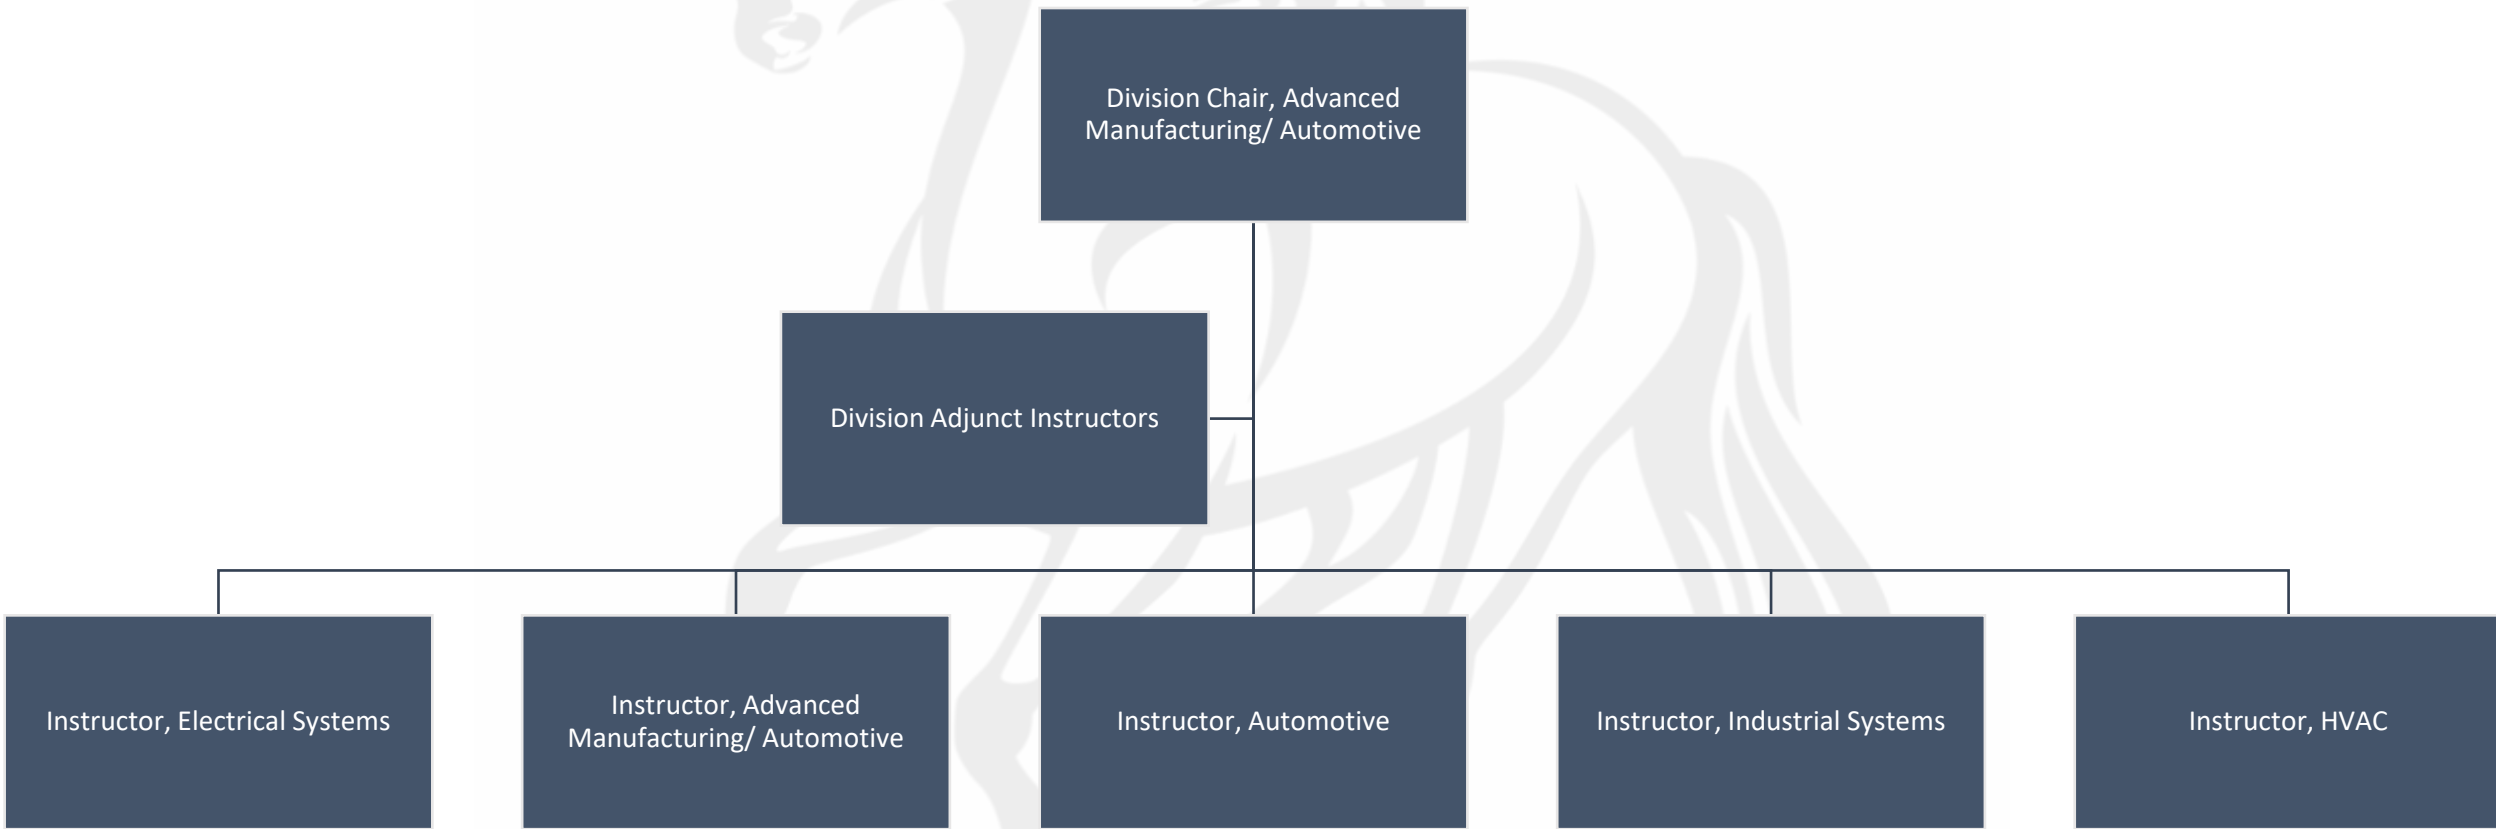 Division Chair, Advanced
Manufacturing/ Automotive
Division Adjunct Instructors
Instructor, Electrical Systems
Instructor, Advanced
Manufacturing/ Automotive
Instructor, Automotive
Instructor, Industrial Systems
Instructor, HVAC